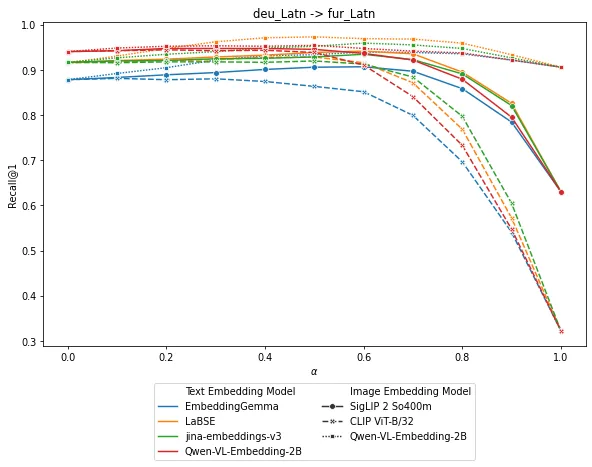 deu_Latn -> fur_Latn
1.0
0.9
0.8
0.7
0.6
0.5
0.4
0.3
Recall@1
0.0 0.2 0.4 0.6 0.8 1.0
α
Text Embedding Model Image Embedding Model
EmbeddingGemma SigLIP 2 So400m
LaBSE CLIP ViT-B/32
jina-embeddings-v3 Qwen-VL-Embedding-2B
Qwen-VL-Embedding-2B